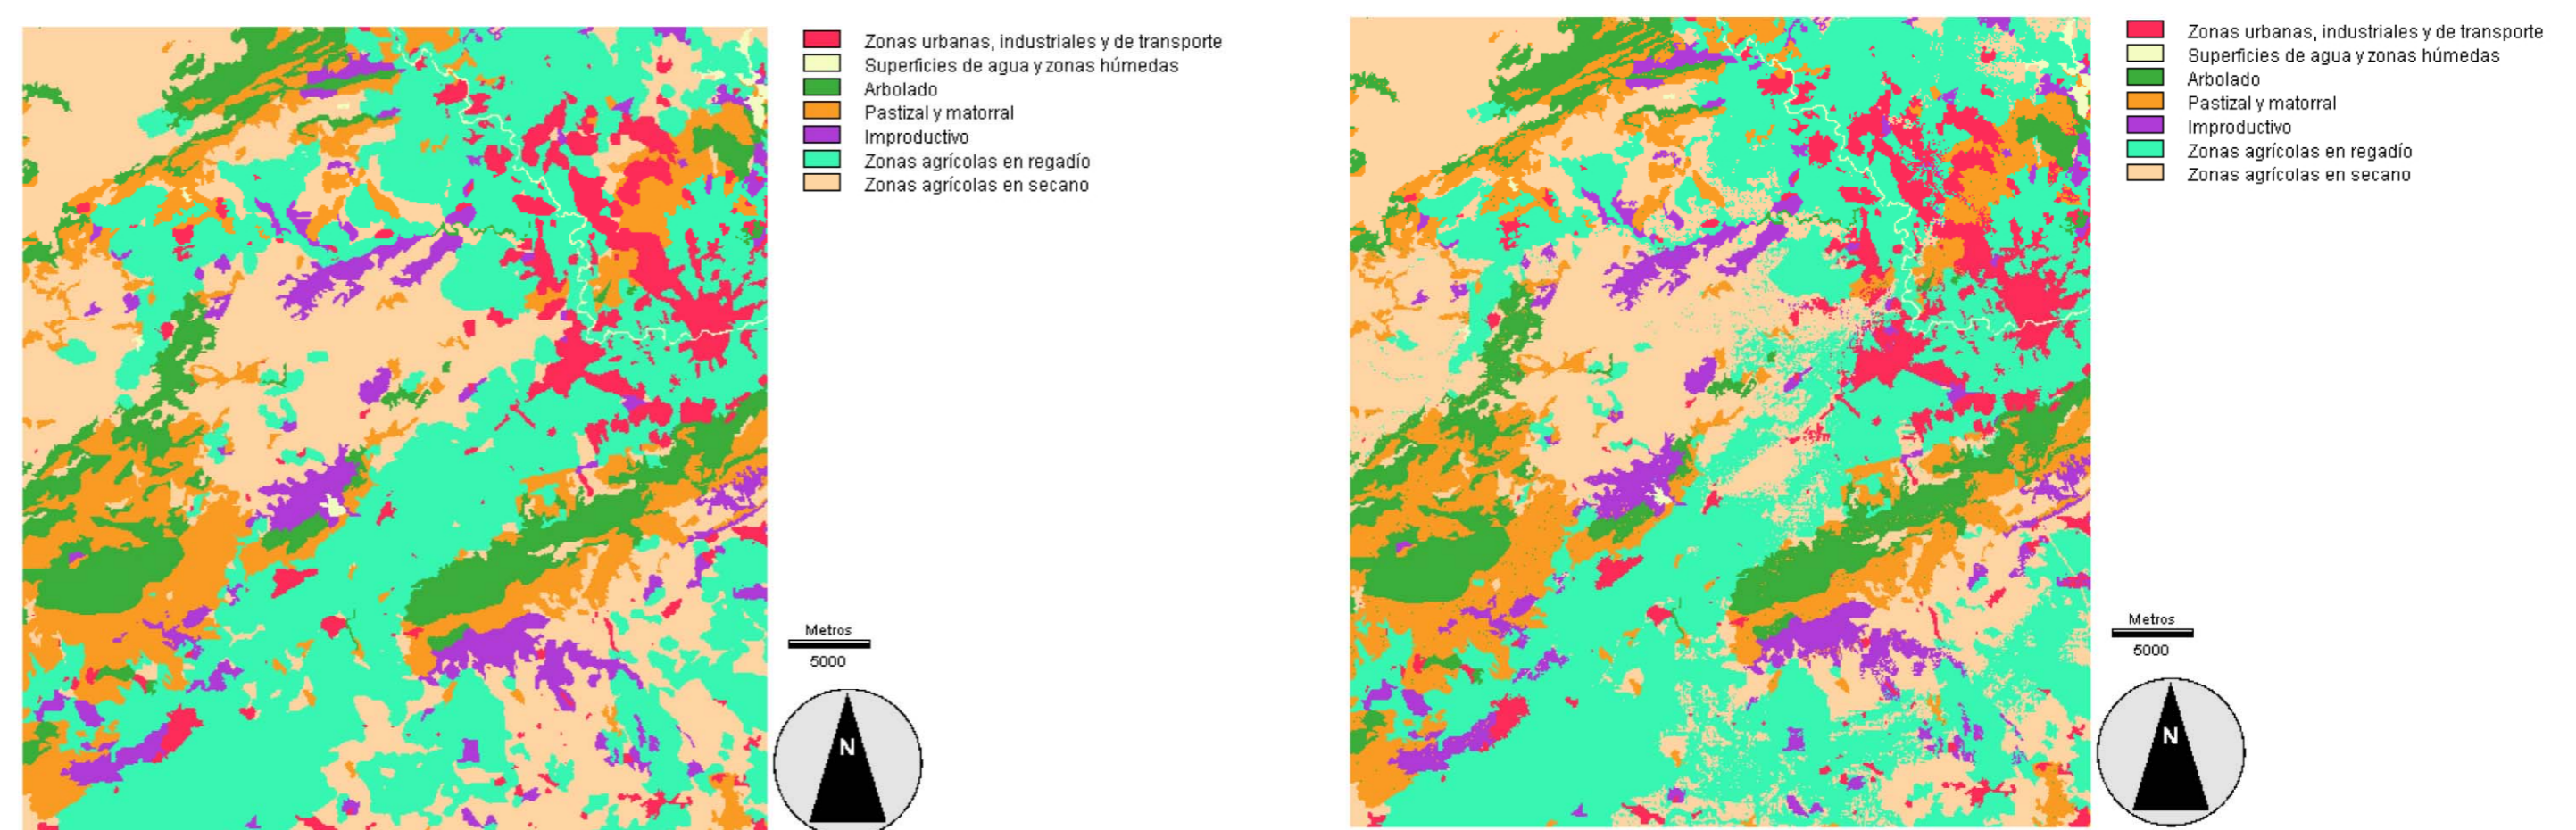 Zonas urbanas, industriales y de transporte
Superficies de agua y zonas húmedas
Arbolado
Pastizal y matorral
Improductivo
Zonas agrícolas en regadío
Zonas agrícolas en secano
Metros
5000
N
Zonas urbanas, industriales y de transporte
Superficies de agua y zonas húmedas
Arbolado
Pastizal y matorral
Improductivo
Zonas agrícolas en regadío
Zonas agrícolas en secano
Metros
5000
N